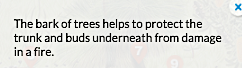 The bark of trees helps to protect the
trunk and buds underneath from damage
in a fire.